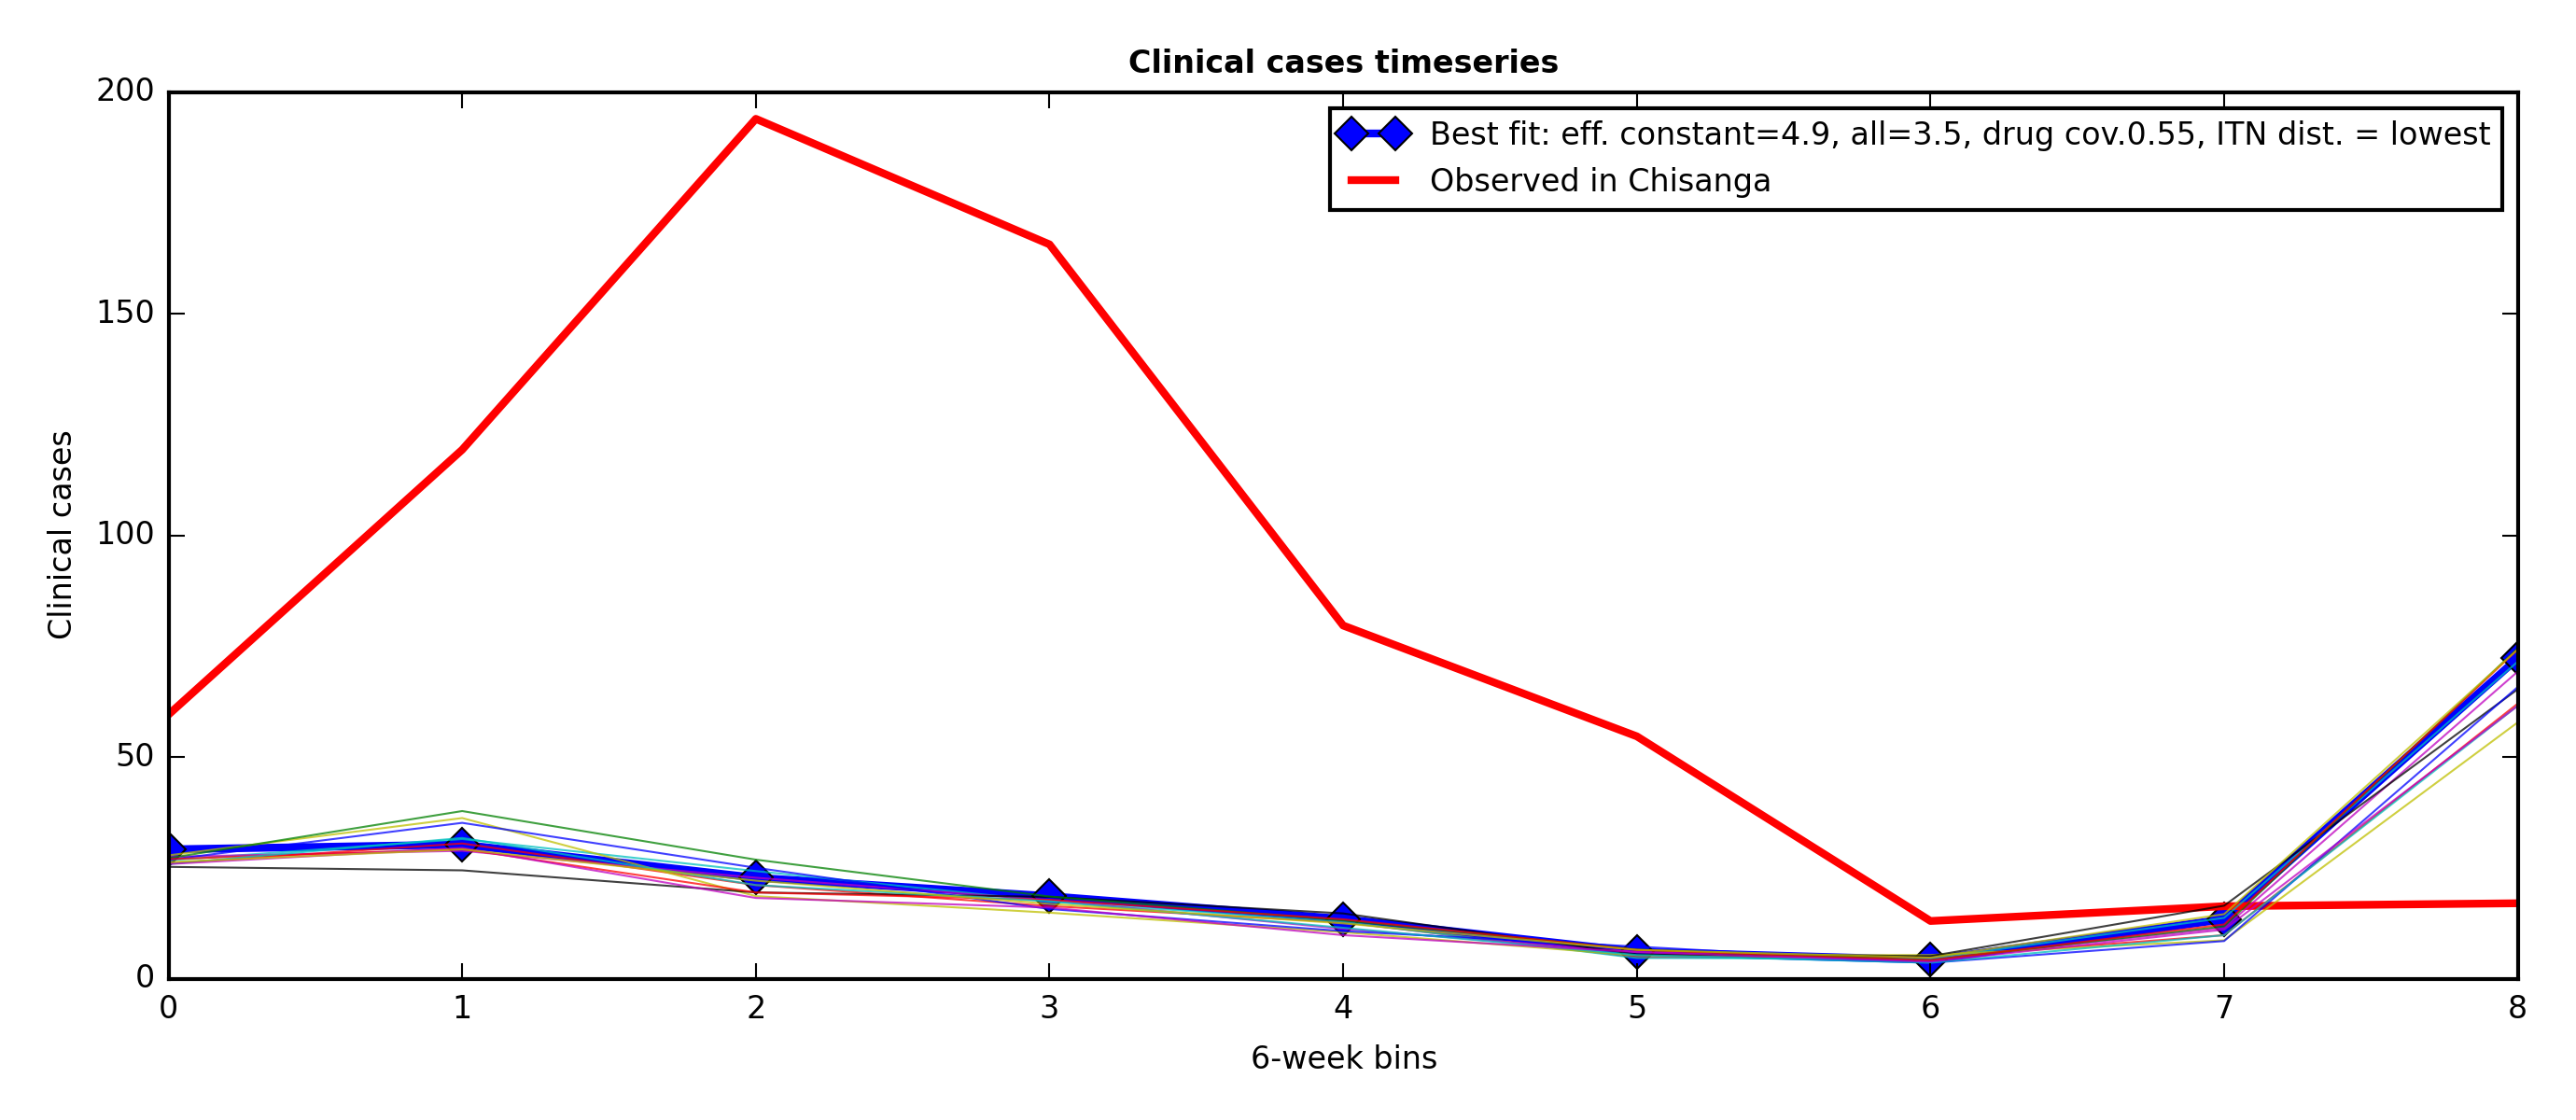 Clinical cases timeseries
200
150
100
50
0
Clinical cases
Best fit: eff. constant=4.9, all=3.5, drug cov.0.55, ITN dist. = lowest
Observed in Chisanga
0 1 2 3 4 5 6 7 8
6-week bins